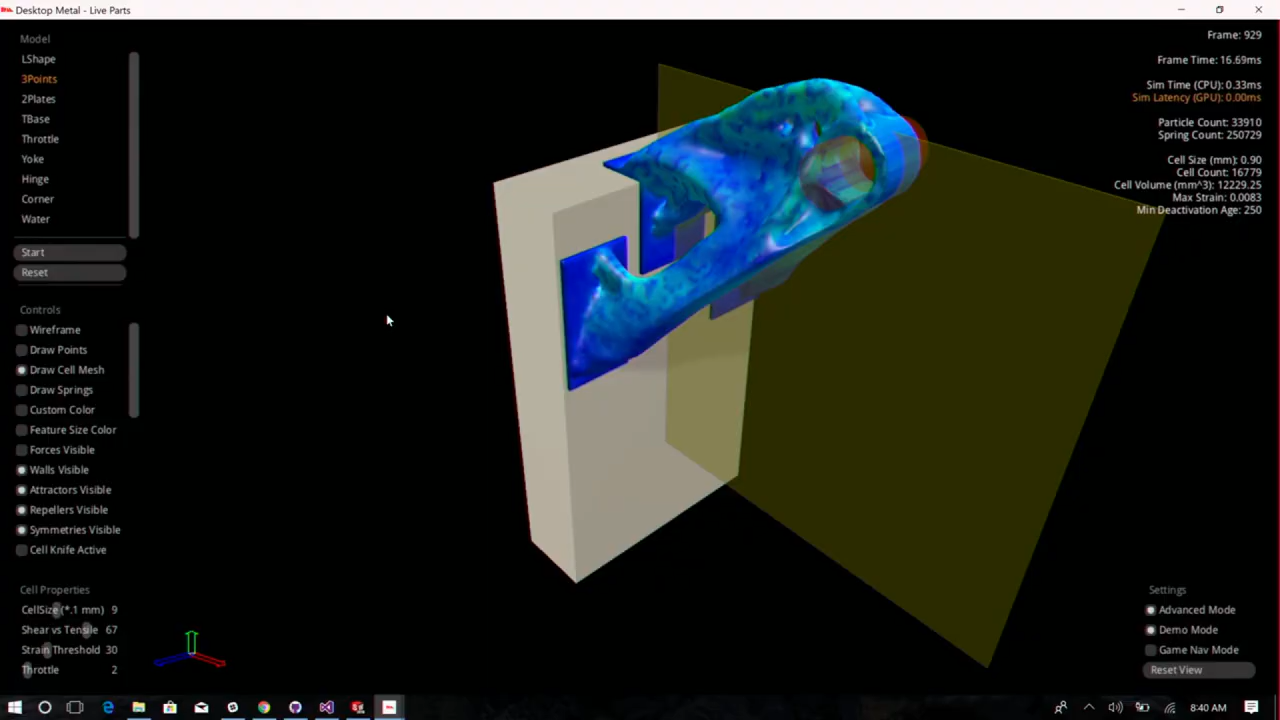 Desktop Metal - Live Parts
Model
LShape
3Points
2Plates
TBase
Throttle
Yoke
Hinge
Corner
Water
Start
Reset
Controls
Wireframe
Draw Points
Draw Cell Mesh
Draw Springs
Custom Color
Feature Size Color
Forces Visible
Walls Visible
Attractors Visible
Repellers Visible
Symmetries Visible
Cell Knife Active
Cell Properties
CellSize (*.1 mm) 9
Shear vs Tensile 67
Strain Threshold 30
Throttle 2
Frame: 929
Frame Time: 16.69ms
Sim Time (CPU): 0.33ms
Sim Latency (GPU): 0.00ms
Particle Count: 33910
Spring Count: 250729
Cell Size (mm): 0.90
Cell Count: 16779
Cell Volume (mm^3): 12229.25
Max Strain: 0.0083
Min Deactivation Age: 250
Settings
Advanced Mode
Demo Mode
Game Nav Mode
Reset View
8:40 AM